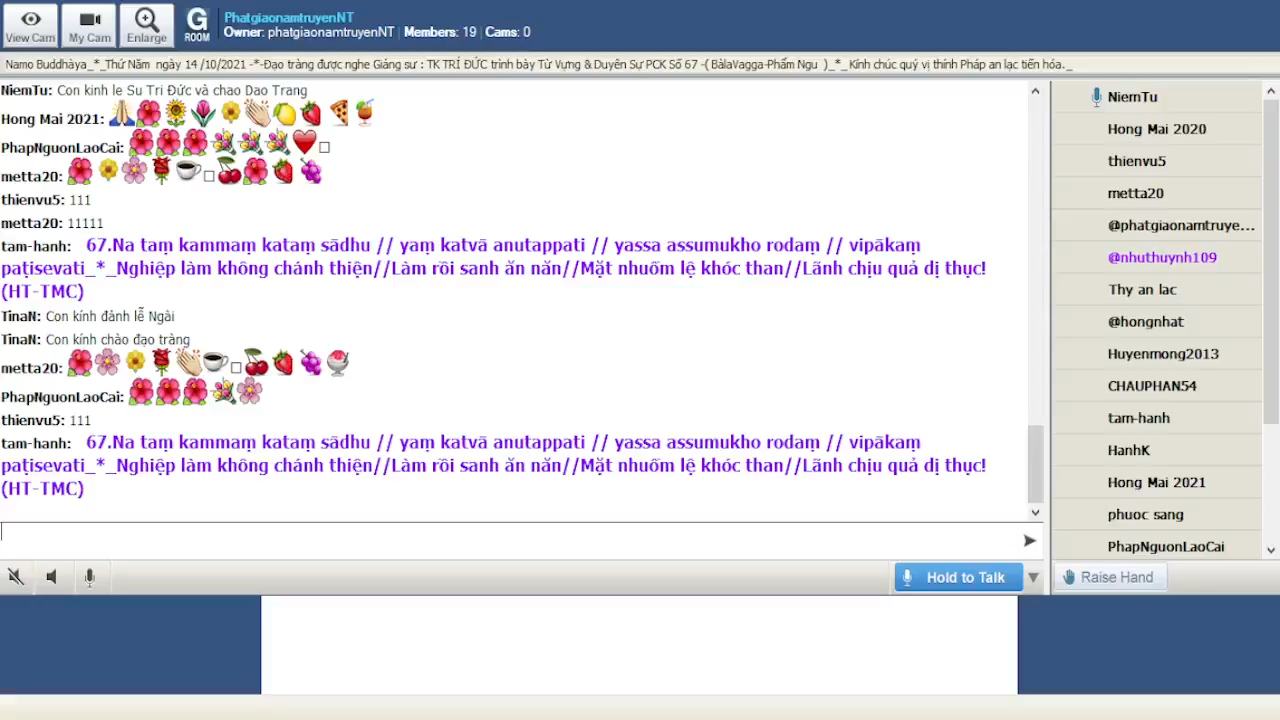 View Cam
My Cam
Enlarge
G
ROOM
PhatgiaonamtruyenNT
Owner: phatgiaonamtruyenNT | Members: 19 | Cams: 0
Namo Buddhàya_*_Thứ Năm ngày 14 /10/2021 -*-Đạo tràng được nghe Giảng sư : TK TRÍ ĐỨC trình bày Từ Vựng & Duyên Sự PCK Số 67 -( BàlaVagga-Phẩm Ngu )_*_ Kính chúc quý vị thính Pháp an lạc tiến hóa._
NiemTu: Con kinh le Su Tri Đức và chao Dao Trang
Hong Mai 2021:
PhapNguonLaoCai:
metta20:
thienvu5: 111
metta20: 11111
tam-hanh: 67.Na taṃ kammaṃ kataṃ sādhu // yaṃ katvā anutappati // yassa assumukho rodaṃ // vipākaṃ
paṭisevati_*_Nghiệp làm không chánh thiện//Làm rồi sanh ăn năn//Mặt nhuốm lệ khóc than//Lãnh chịu quả dị thục!
(HT-TMC)
TinaN: Con kính đảnh lễ Ngài
TinaN: Con kính chào đạo tràng
metta20:
PhapNguonLaoCai:
thienvu5: 111
tam-hanh: 67.Na taṃ kammaṃ kataṃ sādhu // yaṃ katvā anutappati // yassa assumukho rodaṃ // vipākaṃ
paṭisevati_*_Nghiệp làm không chánh thiện//Làm rồi sanh ăn năn//Mặt nhuốm lệ khóc than//Lãnh chịu quả dị thục!
(HT-TMC)
Hold to Talk
NiemTu
Hong Mai 2020
thienvu5
metta20
@phatgiaonamtruye...
@nhuthuynh109
Thy an lac
@hongnhat
Huyenmong2013
CHAUPHAN54
tam-hanh
HanhK
Hong Mai 2021
phuoc sang
PhapNguonLaoCai
Raise Hand